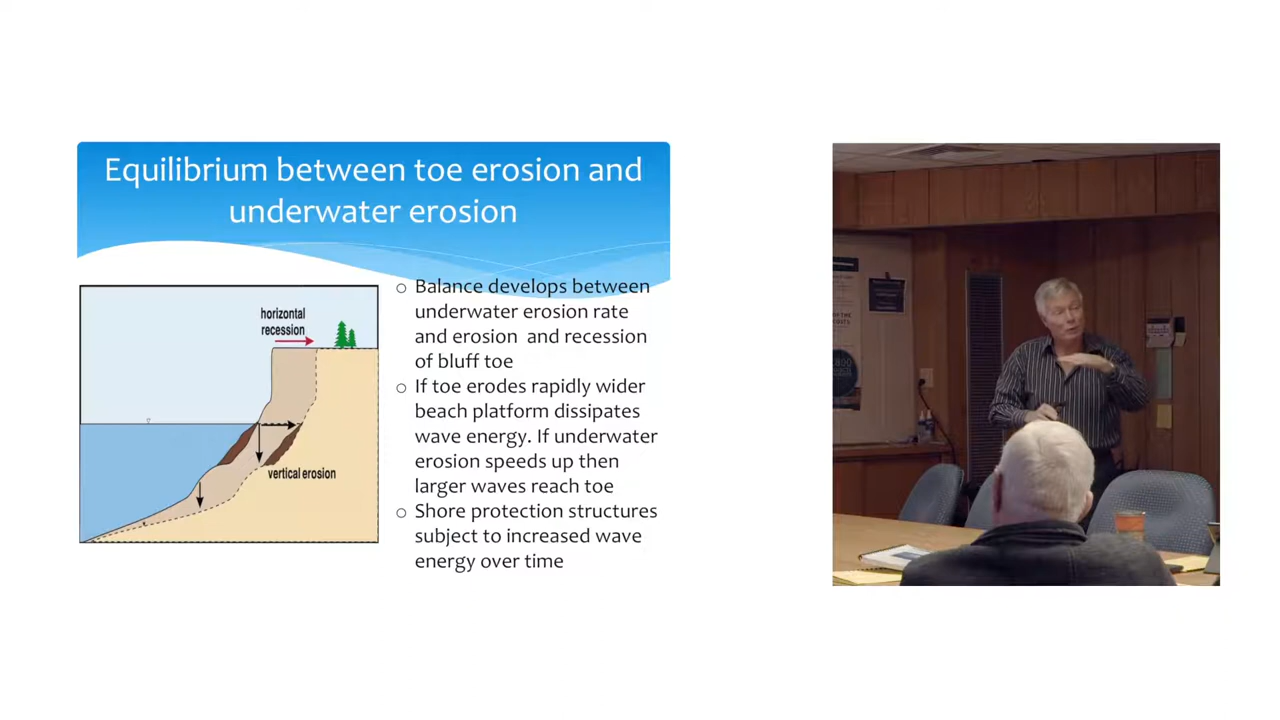 Equilibrium between toe erosion and
underwater erosion
horizontal
recession
vertical erosion
o Balance develops between
underwater erosion rate
and erosion and recession
of bluff toe
o If toe erodes rapidly wider
beach platform dissipates
wave energy. If underwater
erosion speeds up then
larger waves reach toe
o Shore protection structures
subject to increased wave
energy over time